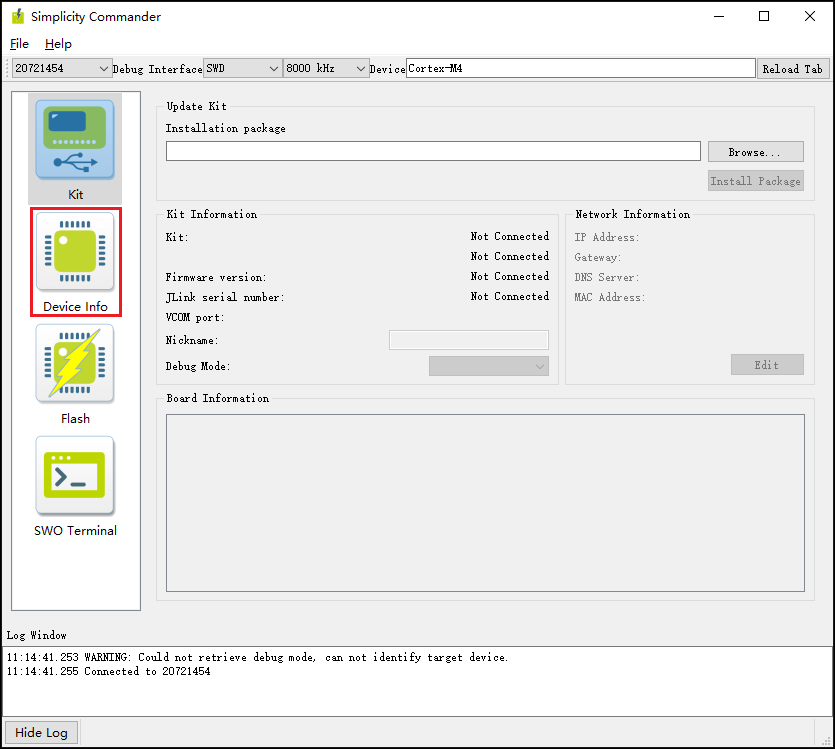 Simplicity Commander
File Help
20721454 Debug Interface SWD 8000 kHz Device Cortex-M4 Reload Tab
Kit
Device Info
Flash
SWO Terminal
Update Kit
Installation package
Browse...
Install Package
Kit Information
Kit: Not Connected
Not Connected
Firmware version: Not Connected
JLink serial number: Not Connected
VCOM port:
Nickname:
Debug Mode:
Network Information
IP Address:
Gateway:
DNS Server:
MAC Address:
Edit
Board Information
Log Window
11:14:41.253 WARNING: Could not retrieve debug mode, can not identify target device.
11:14:41.255 Connected to 20721454
Hide Log